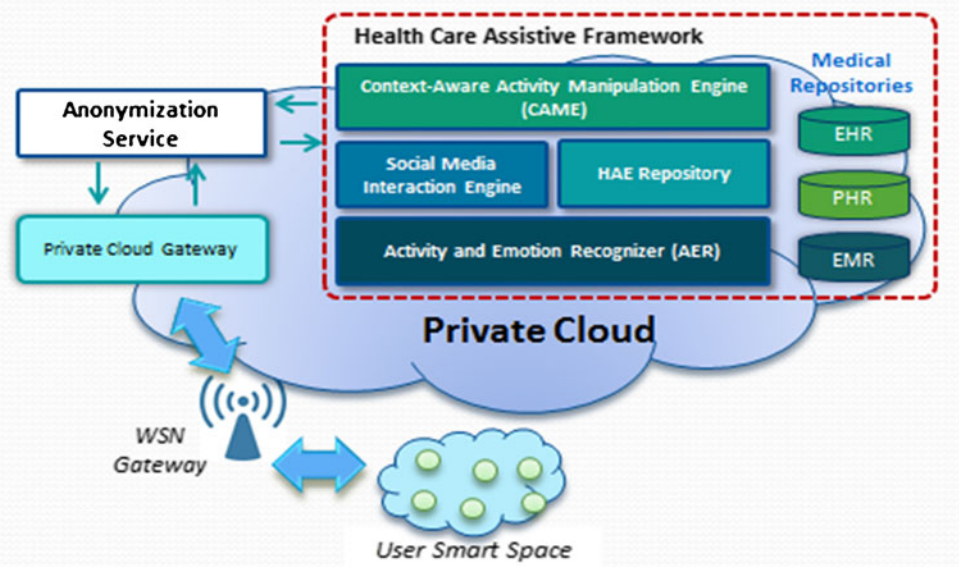 Health Care Assistive Framework
Medical
Repositories
Context-Aware Activity Manipulation Engine
(CAME)
Anonymization
Service
EHR
Social Media
Interaction Engine
HAE Repository
PHR
Private Cloud Gateway
Activity and Emotion Recognizer (AER)
EMR
Private Cloud
WSN
Gateway
User Smart Space